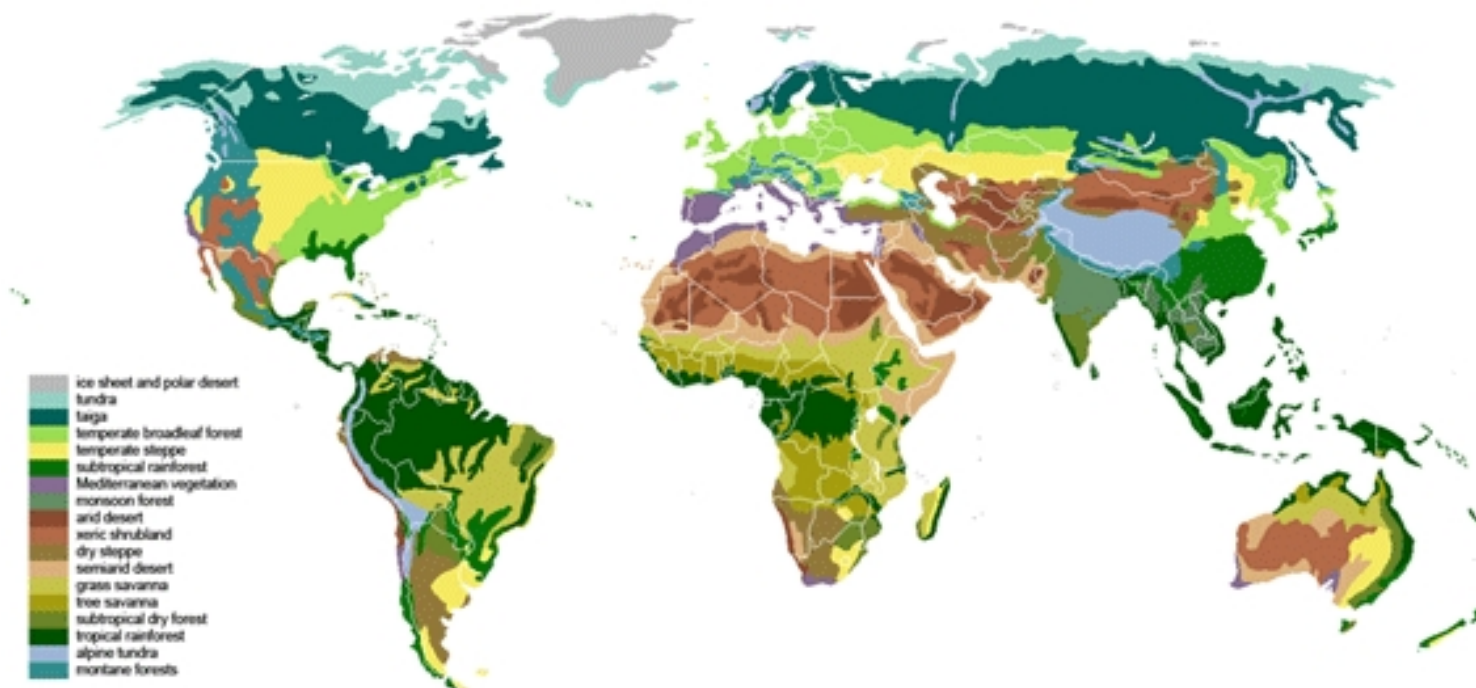 ice sheet and polar desert
tundra
taiga
temperate broadleaf forest
temperate steppe
subtropical rainforest
Mediterranean vegetation
monsoon forest
arid desert
xeric shrubland
dry steppe
semiarid desert
grass savanna
tree savanna
subtropical dry forest
tropical rainforest
alpine tundra
montane forests